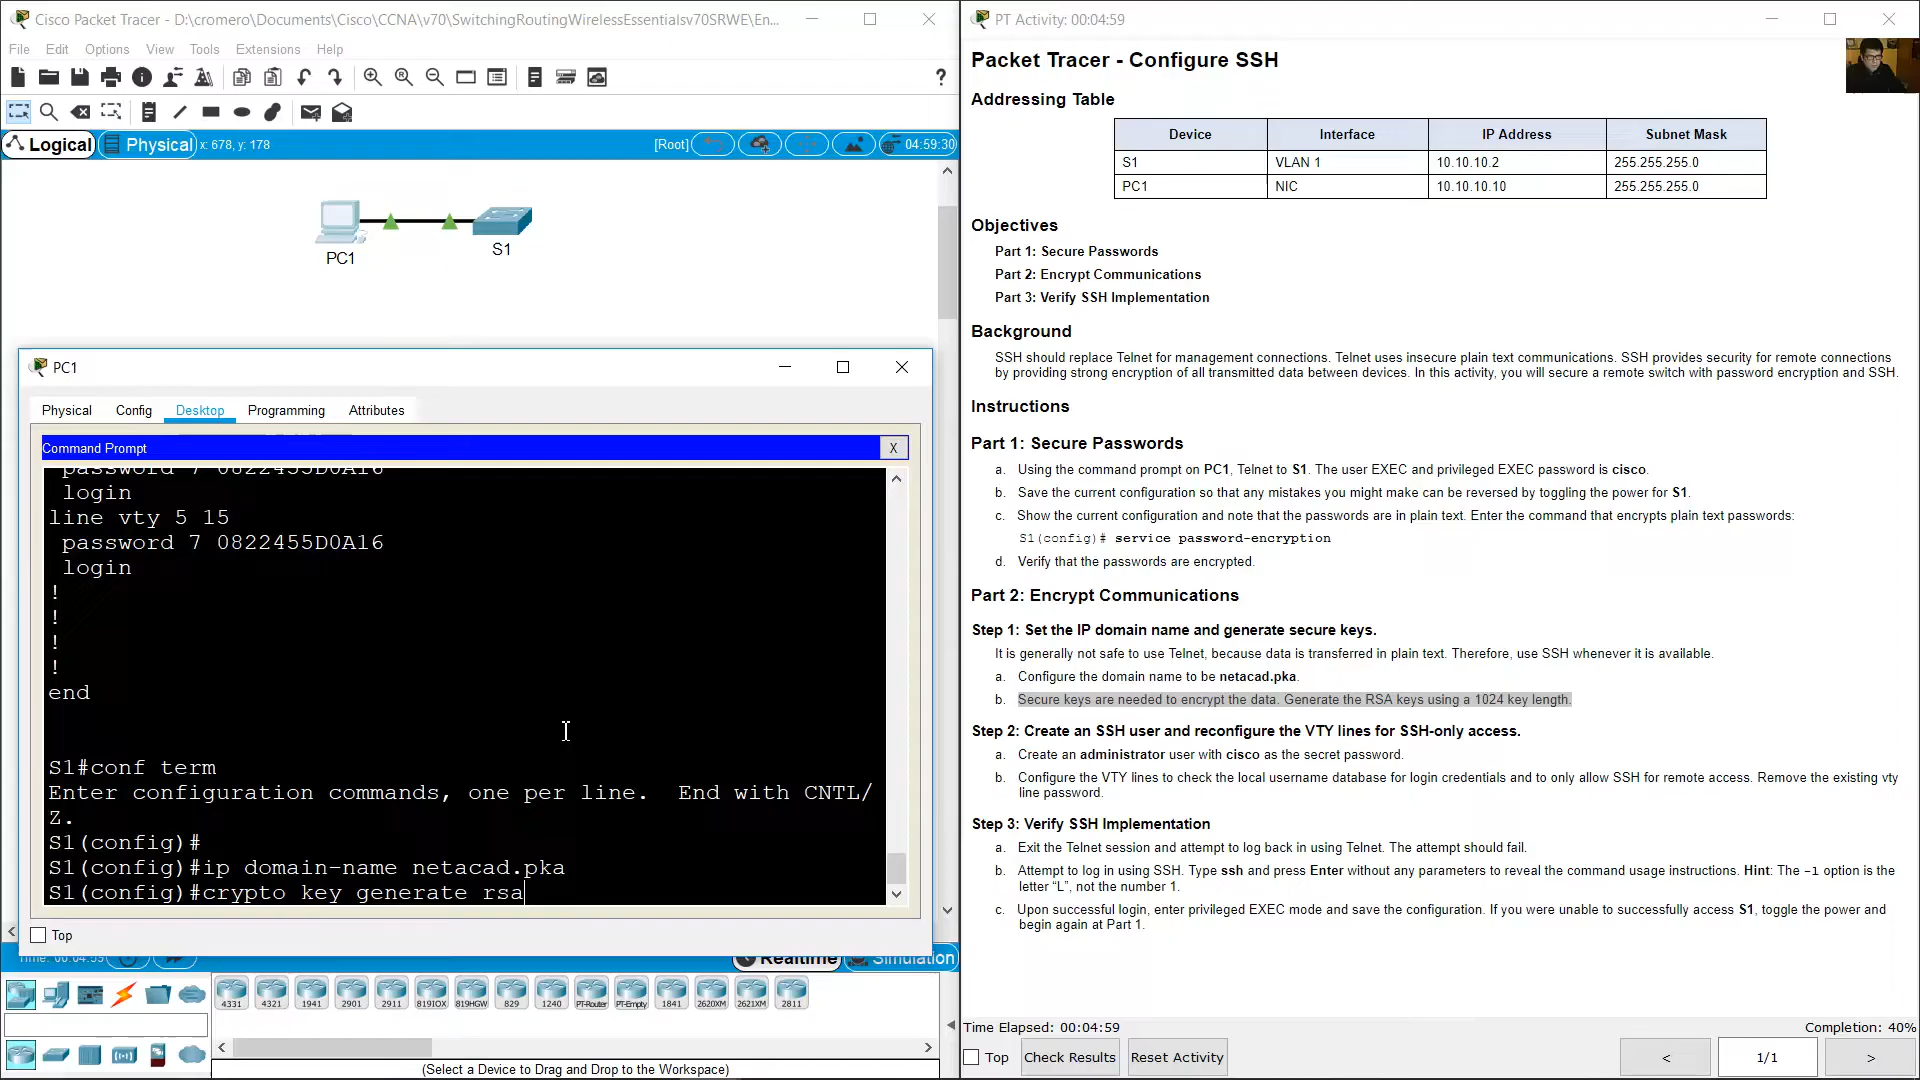 Cisco Packet Tracer - D:\cromero\Documents\Cisco\CCNA\v70\SwitchingRoutingWirelessEssentialsv70SRWE\En...
File Edit Options View Tools Extensions Help
?
Logical Physical x: 678, y: 178 [Root] 04:59:30
PC1
S1
PC1
Physical Config Desktop Programming Attributes
Command Prompt X
password 7 0822455D0A16
login
line vty 5 15
password 7 0822455D0A16
login
!
!
!
!
end
S1#conf term
Enter configuration commands, one per line.  End with CNTL/
Z.
S1(config)#
S1(config)#ip domain-name netacad.pka
S1(config)#crypto key generate rsa
Top
Time: 00:04:59 Realtime Simulation
4331 4321 1941 2901 2911 819IOX 819HGW 829 1240 PT-Router PT-Empty 1841 2620XM 2621XM 2811
(Select a Device to Drag and Drop to the Workspace)
PT Activity: 00:04:59
Packet Tracer - Configure SSH
Addressing Table
Device Interface IP Address Subnet Mask
S1 VLAN 1 10.10.10.2 255.255.255.0
PC1 NIC 10.10.10.10 255.255.255.0
Objectives
Part 1: Secure Passwords
Part 2: Encrypt Communications
Part 3: Verify SSH Implementation
Background
SSH should replace Telnet for management connections. Telnet uses insecure plain text communications. SSH provides security for remote connections
by providing strong encryption of all transmitted data between devices. In this activity, you will secure a remote switch with password encryption and SSH.
Instructions
Part 1: Secure Passwords
a. Using the command prompt on PC1, Telnet to S1. The user EXEC and privileged EXEC password is cisco.
b. Save the current configuration so that any mistakes you might make can be reversed by toggling the power for S1.
c. Show the current configuration and note that the passwords are in plain text. Enter the command that encrypts plain text passwords:
S1(config)# service password-encryption
d. Verify that the passwords are encrypted.
Part 2: Encrypt Communications
Step 1: Set the IP domain name and generate secure keys.
It is generally not safe to use Telnet, because data is transferred in plain text. Therefore, use SSH whenever it is available.
a. Configure the domain name to be netacad.pka.
b. Secure keys are needed to encrypt the data. Generate the RSA keys using a 1024 key length.
Step 2: Create an SSH user and reconfigure the VTY lines for SSH-only access.
a. Create an administrator user with cisco as the secret password.
b. Configure the VTY lines to check the local username database for login credentials and to only allow SSH for remote access. Remove the existing vty
line password.
Step 3: Verify SSH Implementation
a. Exit the Telnet session and attempt to log back in using Telnet. The attempt should fail.
b. Attempt to log in using SSH. Type ssh and press Enter without any parameters to reveal the command usage instructions. Hint: The -l option is the
letter “L”, not the number 1.
c. Upon successful login, enter privileged EXEC mode and save the configuration. If you were unable to successfully access S1, toggle the power and
begin again at Part 1.
Time Elapsed: 00:04:59 Completion: 40%
Top Check Results Reset Activity < 1/1 >